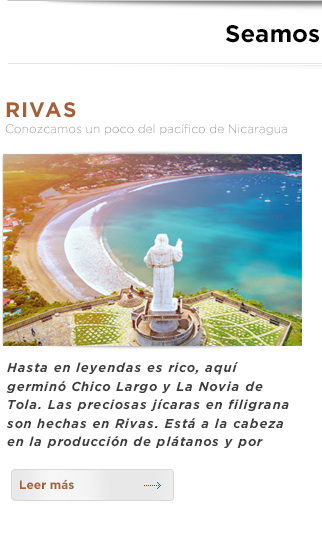 Seamos
RIVAS
Conozcamos un poco del pacífico de Nicaragua
Hasta en leyendas es rico, aquí
germinó Chico Largo y La Novia de
Tola. Las preciosas jícaras en filigrana
son hechas en Rivas. Está a la cabeza
en la producción de plátanos y por
Leer más